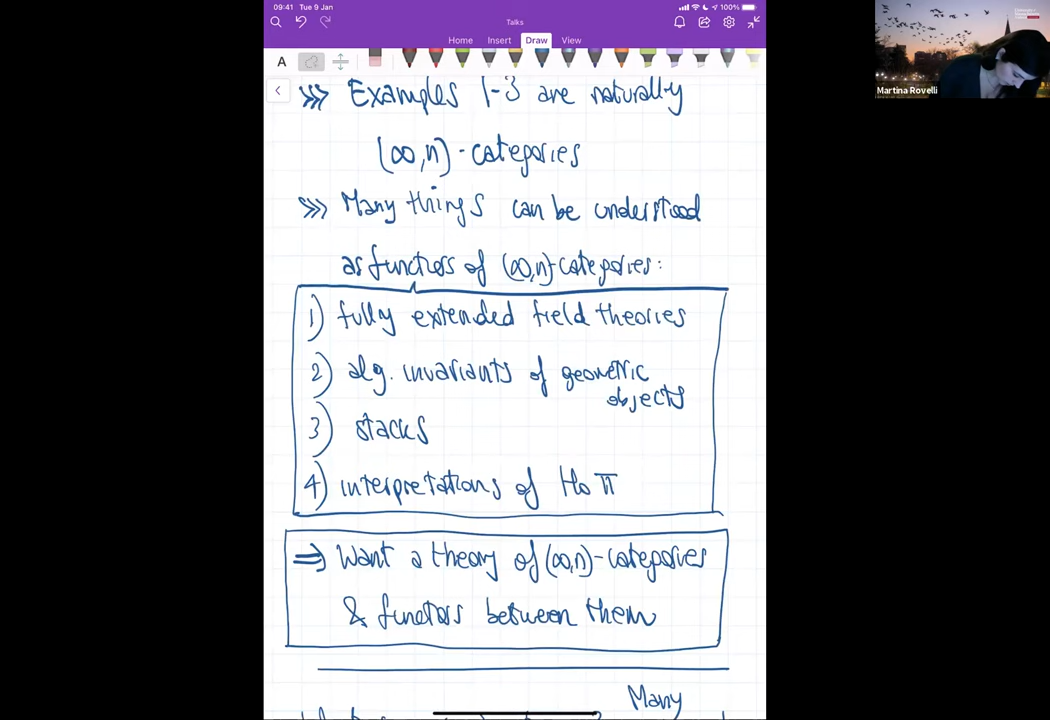 09:41 Tue 9 Jan
100%
Talks
Home Insert Draw View
A
⋙ Examples 1-3 are naturally
(∞,n)-categories
⋙ Many things can be understood
as functors of (∞,n)-categories:
1) fully extended field theories
2) alg. invariants of geometric
objects
3) stacks
4) interpretations of HoTT
⇒ Want a theory of (∞,n)-categories
& functors between them
Many
Martina Rovelli